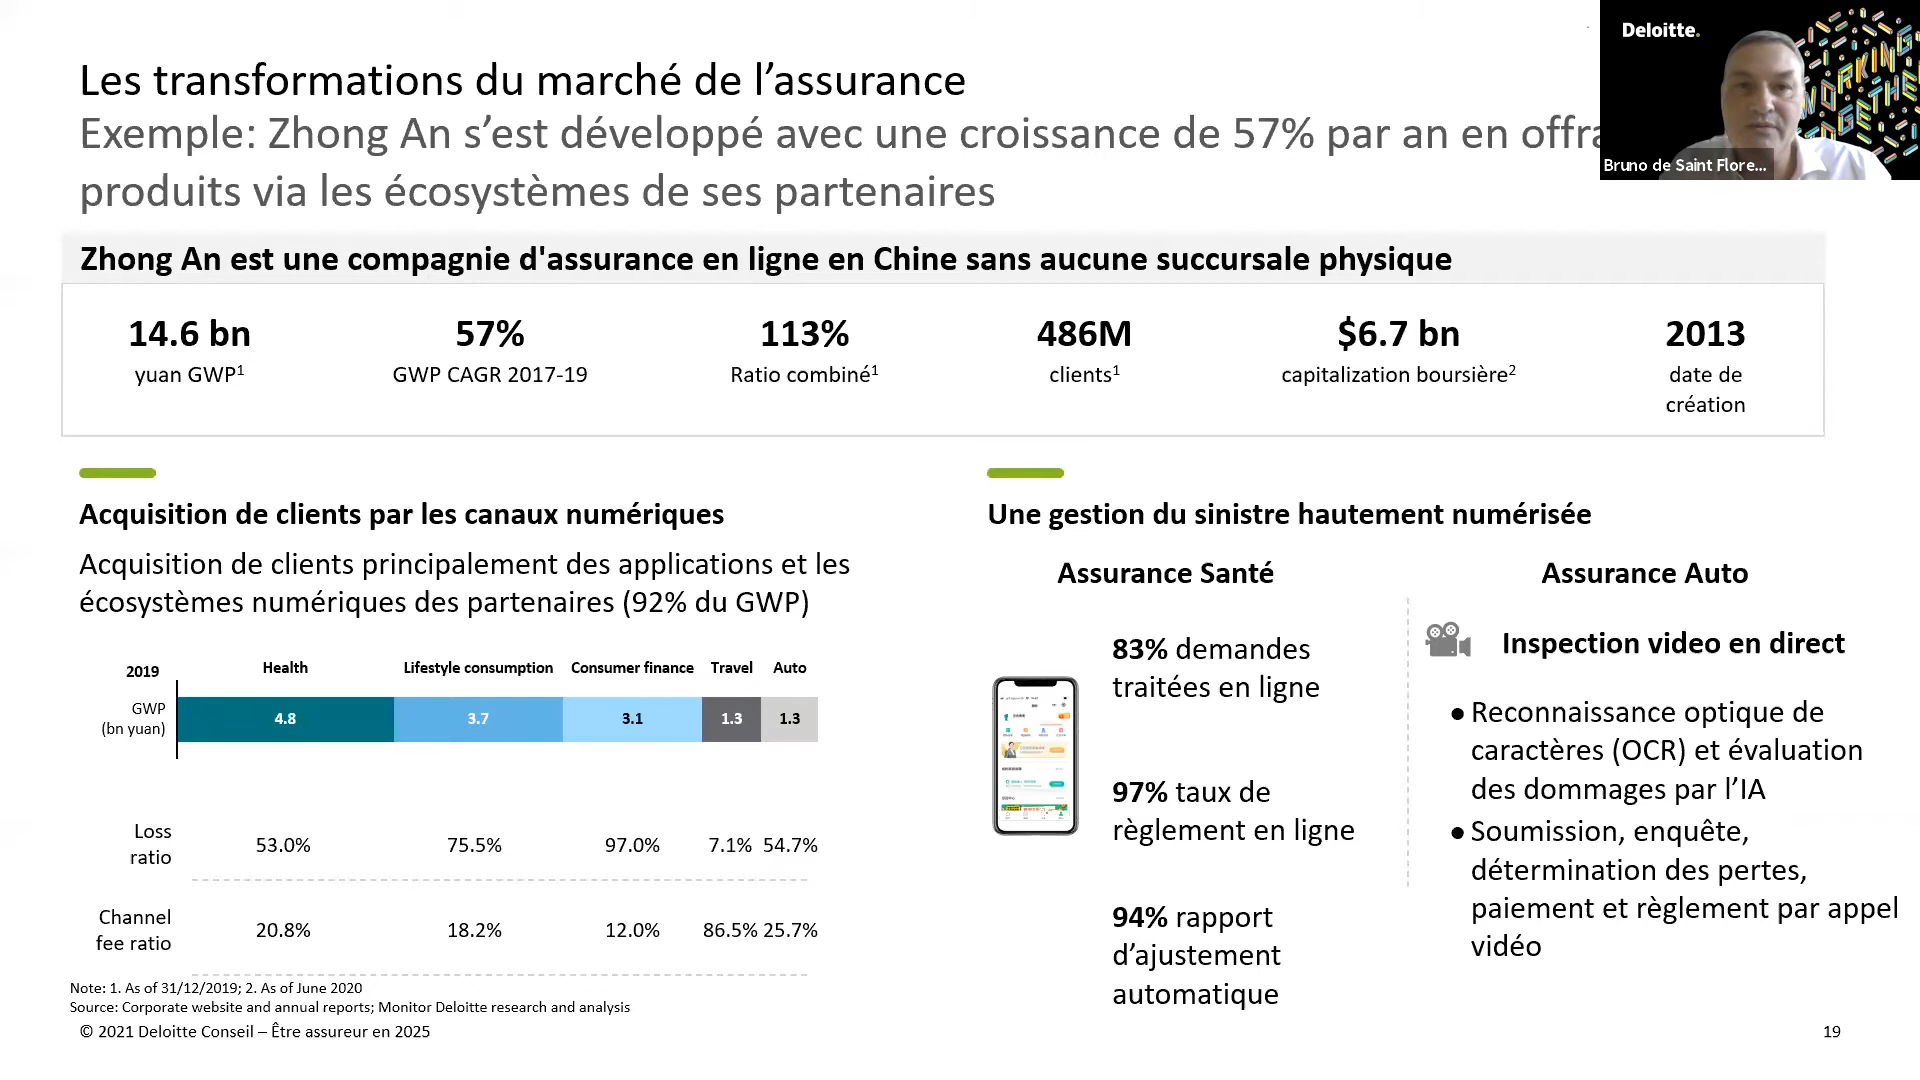 Deloitte.
Les transformations du marché de l’assurance
Exemple: Zhong An s’est développé avec une croissance de 57% par an en offra
Bruno de Saint Flore...
produits via les écosystèmes de ses partenaires
Zhong An est une compagnie d'assurance en ligne en Chine sans aucune succursale physique
14.6 bn
yuan GWP¹
57%
GWP CAGR 2017-19
113%
Ratio combiné¹
486M
clients¹
$6.7 bn
capitalization boursière²
2013
date de
création
Acquisition de clients par les canaux numériques
Acquisition de clients principalement des applications et les
écosystèmes numériques des partenaires (92% du GWP)
2019 Health Lifestyle consumption Consumer finance Travel Auto
GWP
(bn yuan)
4.8 3.7 3.1 1.3 1.3
Loss
ratio
53.0% 75.5% 97.0% 7.1% 54.7%
Channel
fee ratio
20.8% 18.2% 12.0% 86.5% 25.7%
Une gestion du sinistre hautement numérisée
Assurance Santé
83% demandes
traitées en ligne
97% taux de
règlement en ligne
94% rapport
d’ajustement
automatique
Assurance Auto
Inspection video en direct
● Reconnaissance optique de
caractères (OCR) et évaluation
des dommages par l’IA
● Soumission, enquête,
détermination des pertes,
paiement et règlement par appel
vidéo
Note: 1. As of 31/12/2019; 2. As of June 2020
Source: Corporate website and annual reports; Monitor Deloitte research and analysis
© 2021 Deloitte Conseil – Être assureur en 2025
19